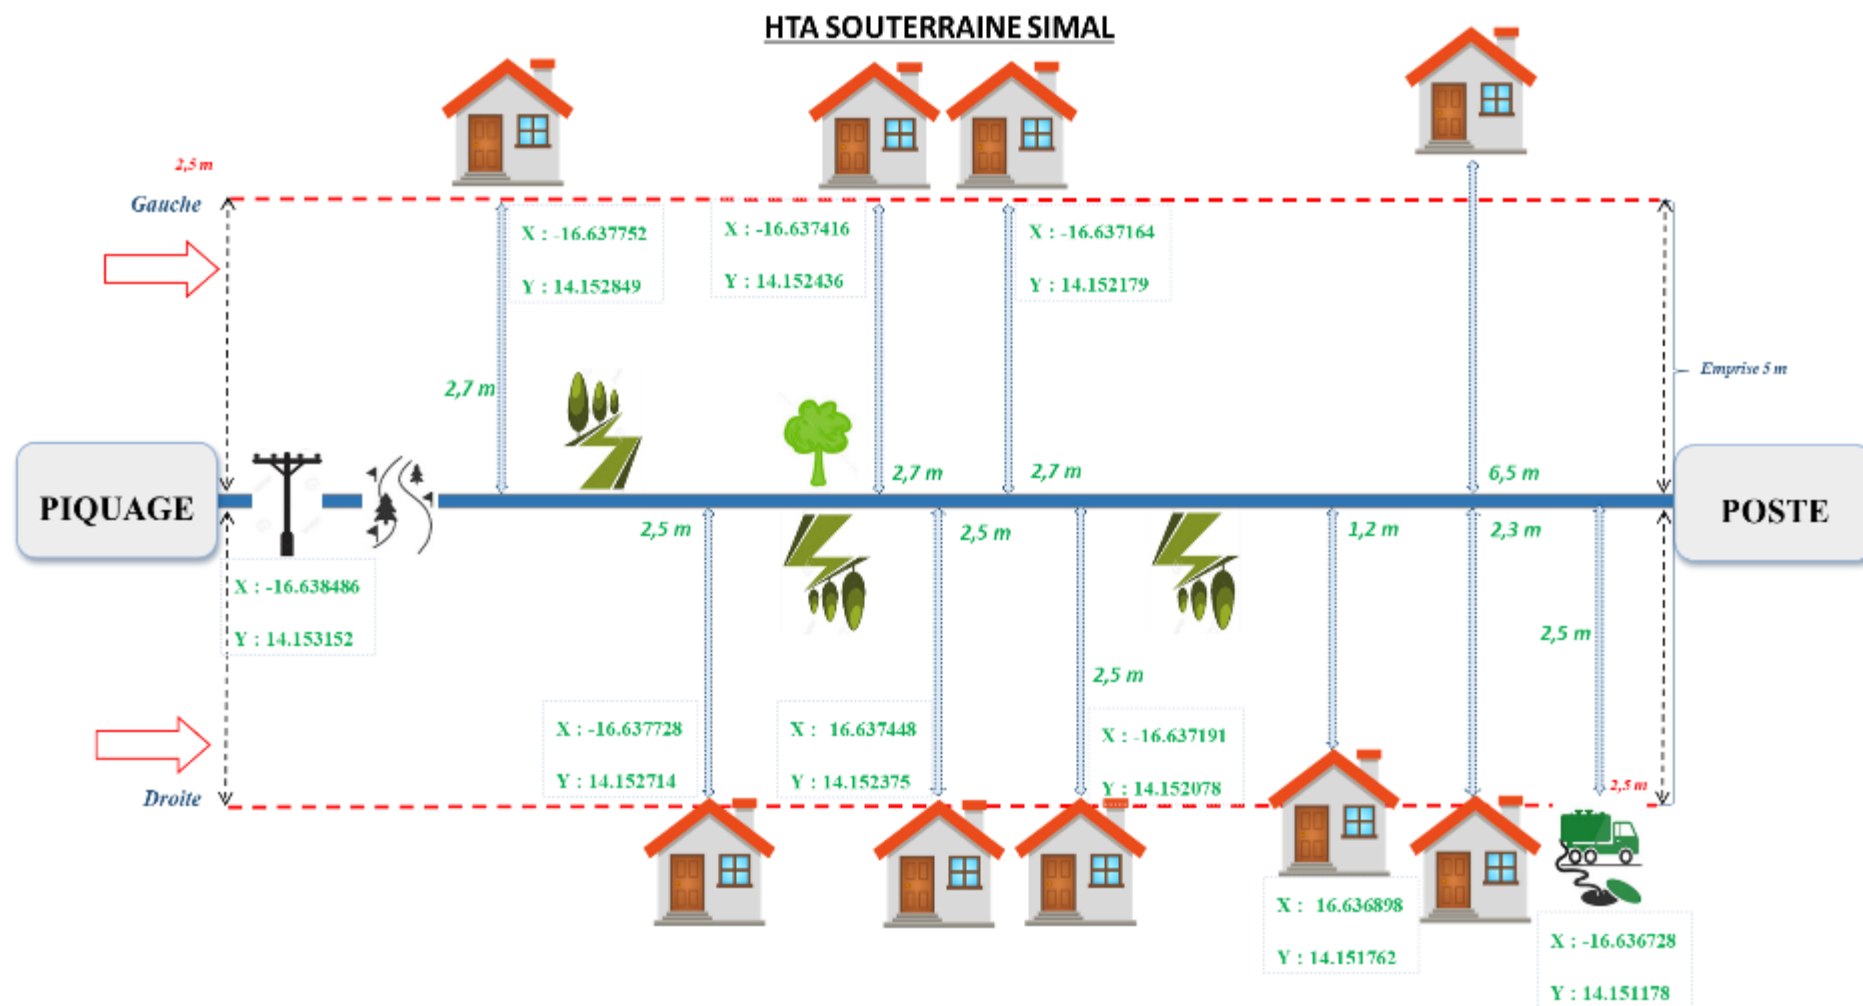 HTA SOUTERRAINE SIMAL
2,5 m
Gauche
X : -16.637752
Y : 14.152849
X : -16.637416
Y : 14.152436
X : -16.637164
Y : 14.152179
Emprise 5 m
2,7 m
2,7 m
2,7 m
6,5 m
PIQUAGE
POSTE
2,5 m
2,5 m
1,2 m
2,3 m
X : -16.638486
Y : 14.153152
2,5 m
2,5 m
X : -16.637728
Y : 14.152714
X : 16.637448
Y : 14.152375
X : -16.637191
Y : 14.152078
Droite
2,5 m
X : 16.636898
Y : 14.151762
X : -16.636728
Y : 14.151178